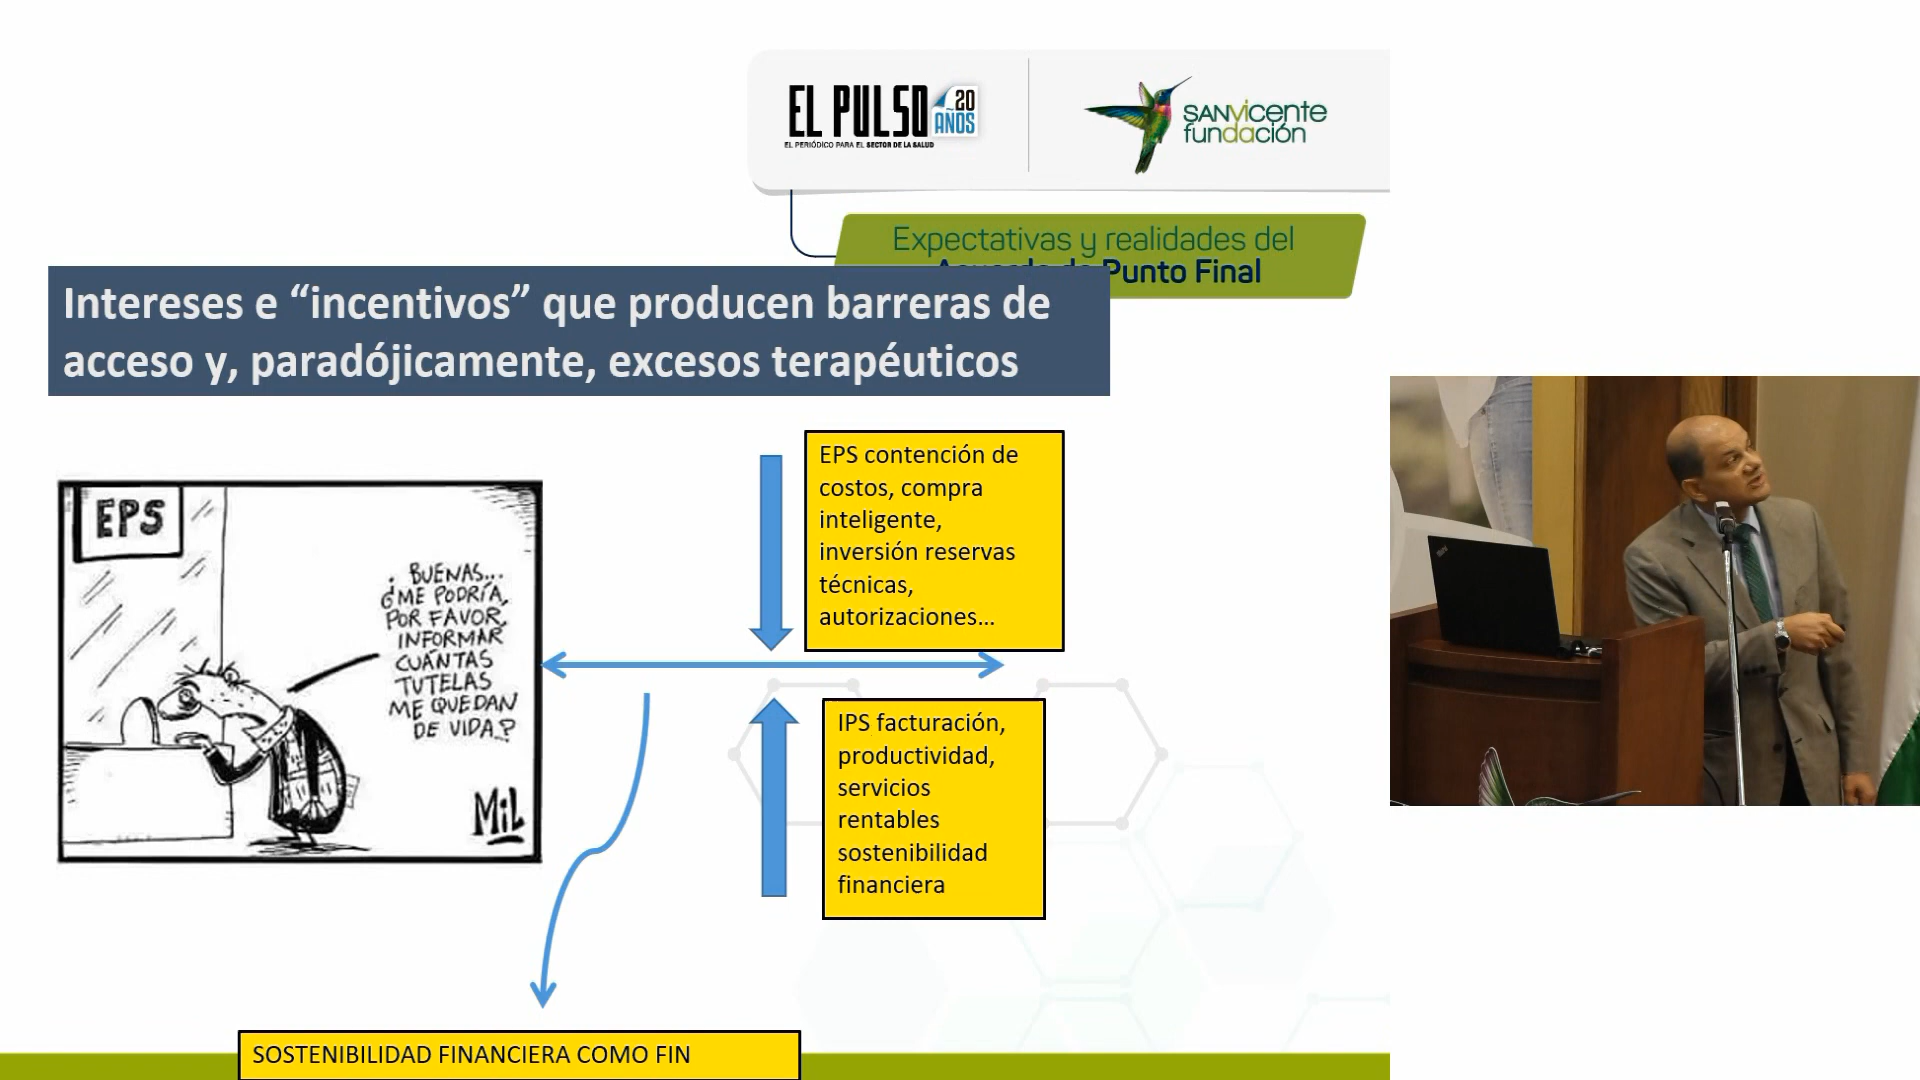 EL PULSO 20 AÑOS
EL PERIÓDICO PARA EL SECTOR DE LA SALUD
SANvicente
fundación
Expectativas y realidades del
Acuerdo de Punto Final
Intereses e “incentivos” que producen barreras de
acceso y, paradójicamente, excesos terapéuticos
EPS contención de
costos, compra
inteligente,
inversión reservas
técnicas,
autorizaciones...
EPS
BUENAS...
¿ME PODRÍA,
POR FAVOR,
INFORMAR
CUÁNTAS
TUTELAS
ME QUEDAN
DE VIDA?
MiL
IPS facturación,
productividad,
servicios
rentables
sostenibilidad
financiera
SOSTENIBILIDAD FINANCIERA COMO FIN